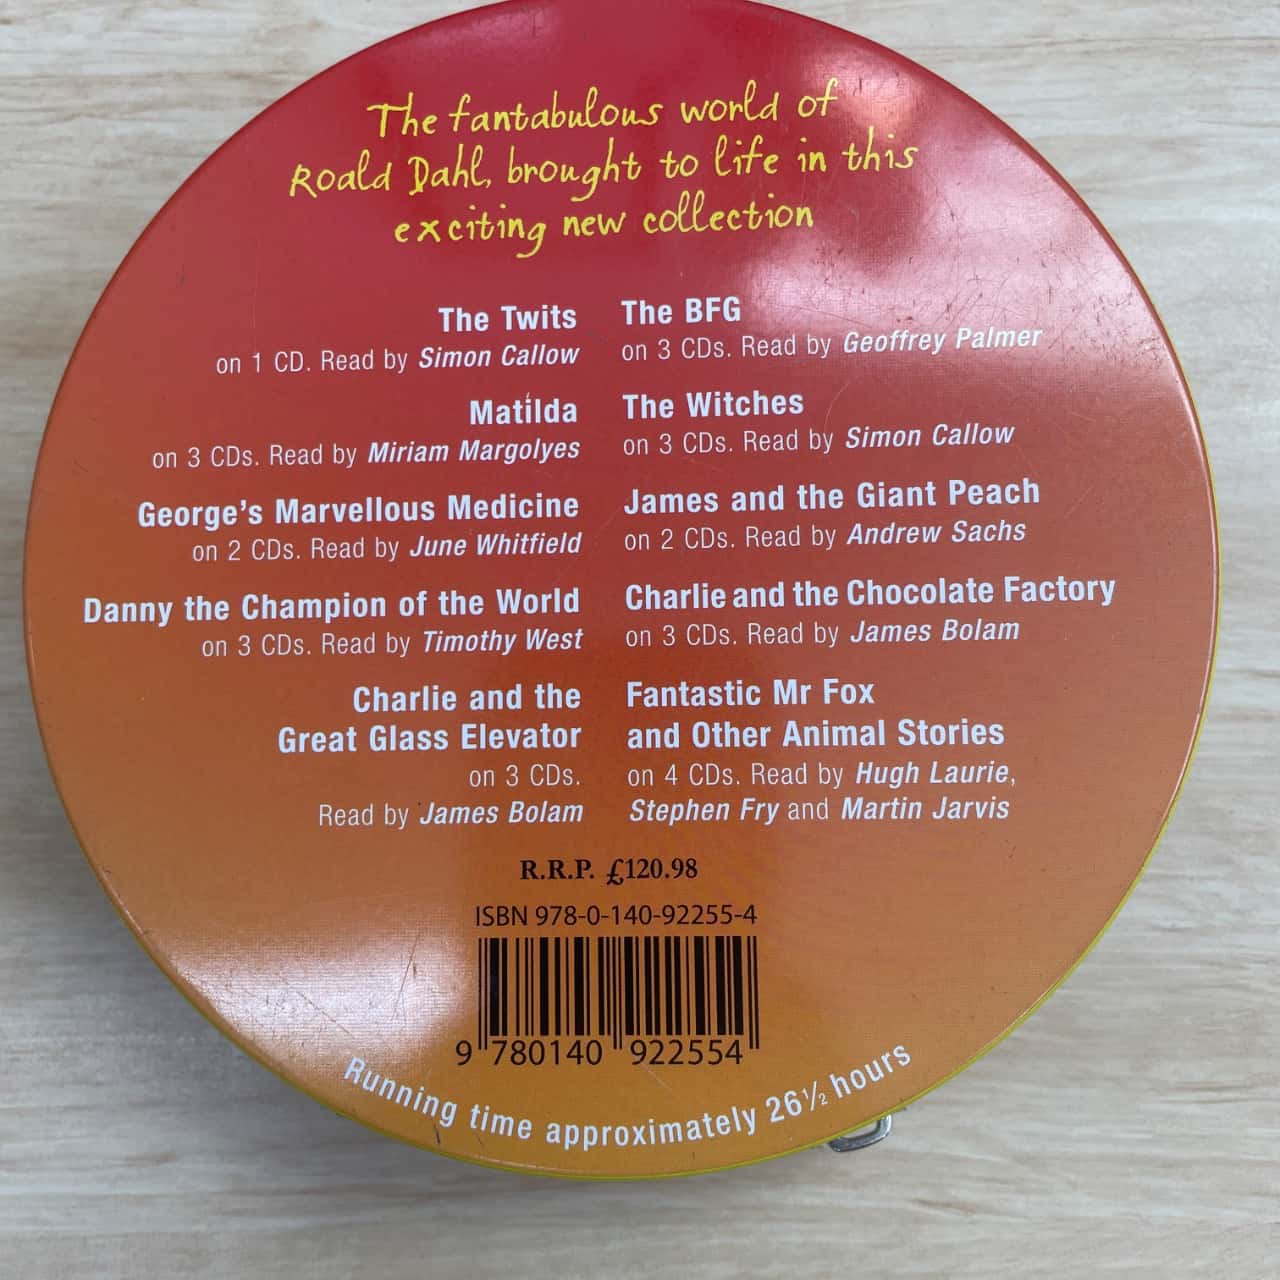 The fantabulous world of
Roald Dahl, brought to life in this
exciting new collection
The Twits
on 1 CD. Read by Simon Callow
Matilda
on 3 CDs. Read by Miriam Margolyes
George's Marvellous Medicine
on 2 CDs. Read by June Whitfield
Danny the Champion of the World
on 3 CDs. Read by Timothy West
Charlie and the
Great Glass Elevator
on 3 CDs.
Read by James Bolam
The BFG
on 3 CDs. Read by Geoffrey Palmer
The Witches
on 3 CDs. Read by Simon Callow
James and the Giant Peach
on 2 CDs. Read by Andrew Sachs
Charlie and the Chocolate Factory
on 3 CDs. Read by James Bolam
Fantastic Mr Fox
and Other Animal Stories
on 4 CDs. Read by Hugh Laurie,
Stephen Fry and Martin Jarvis
R.R.P. £120.98
ISBN 978-0-140-92255-4
9 780140 922554
Running time approximately 26½ hours